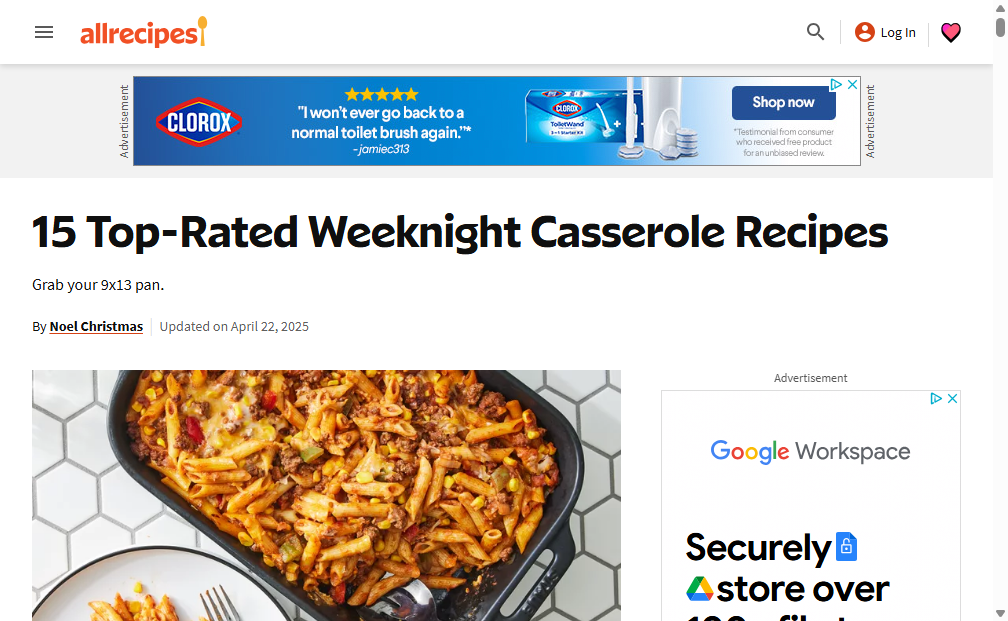 allrecipes
Log In
Advertisement
CLOROX
"I won't ever go back to a
normal toilet brush again."*
-jamiec313
CLOROX
ToiletWand
Shop now
*Testimonial from consumer
who received free product
for an unbiased review.
Advertisement
15 Top-Rated Weeknight Casserole Recipes
Grab your 9x13 pan.
By Noel Christmas
Updated on April 22, 2025
Advertisement
Google Workspace
Securely
store over